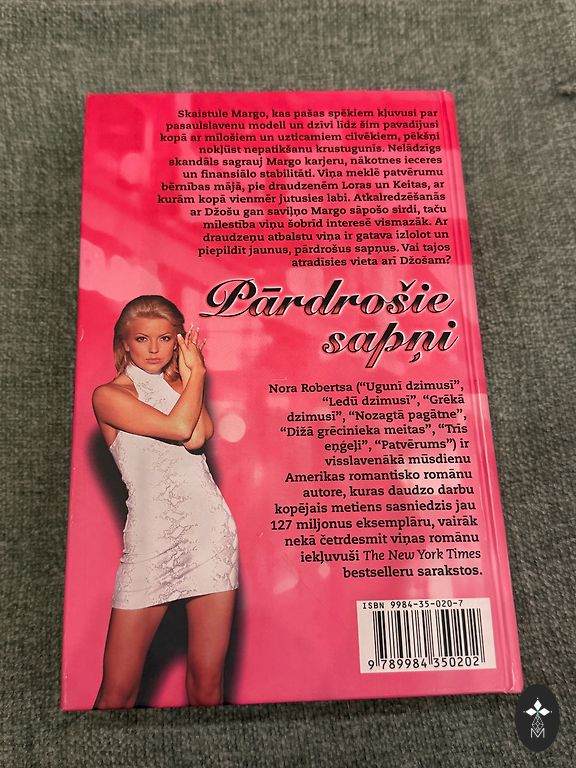 Skaistule Margo, kas pašas spēkiem kļuvusi par
pasaulslavenu modeli un dzīvi līdz šim pavadījusi
kopā ar mīlošiem un uzticamiem cilvēkiem, pēkšņi
nokļūst nepatikšanu krustugunīs. Nelādzīgs
skandāls sagrauj Margo karjeru, nākotnes ieceres
un finansiālo stabilitāti. Viņa meklē patvērumu
bērnības mājā, pie draudzenēm Loras un Keitas, ar
kurām kopā vienmēr jutusies labi. Atkalredzēšanās
ar Džošu gan saviļņo Margo sāpošo sirdi, taču
mīlestība viņu šobrīd interesē vismazāk. Ar
draudzeņu atbalstu viņa ir gatava izlolot un
piepildīt jaunus, pārdrošus sapņus. Vai tajos
atradīsies vieta arī Džošam?
Pārdrošie
sapņi
Nora Robertsa (“Ugunī dzimusī”,
“Ledū dzimusī”, “Grēkā
dzimusī”, “Nozagtā pagātne”,
“Dižā grēcinieka meitas”, “Trīs
eņģeļi”, “Patvērums”) ir
visslavenākā mūsdienu
Amerikas romantisko romānu
autore, kuras daudzo darbu
kopējais metiens sasniedzis jau
127 miljonus eksemplāru, vairāk
nekā četrdesmit viņas romānu
iekļuvuši The New York Times
bestselleru sarakstos.
ISBN 9984-35-020-7
9 789984 350202
M